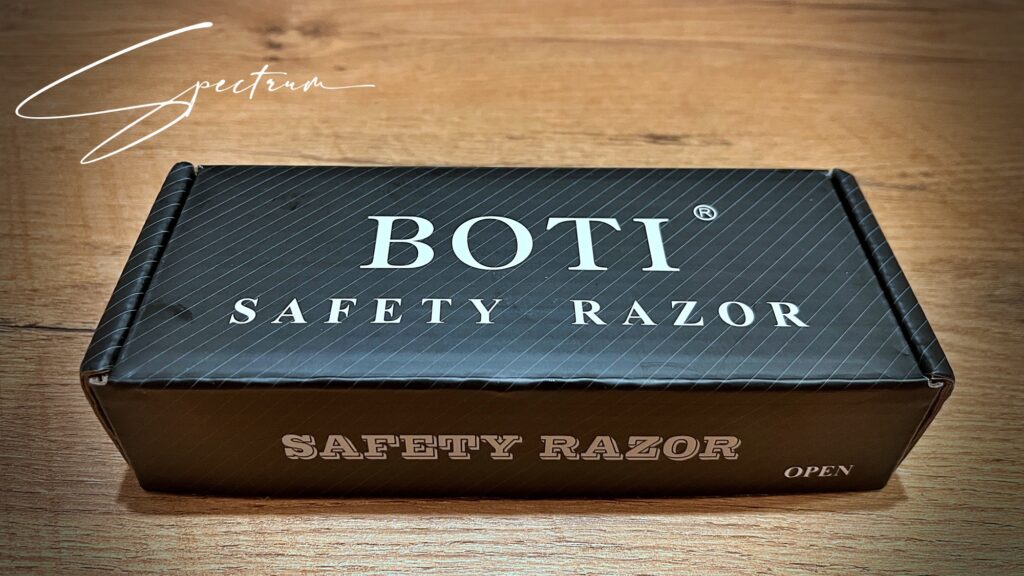 Spectrum
BOTI®
SAFETY RAZOR
SAFETY RAZOR
OPEN